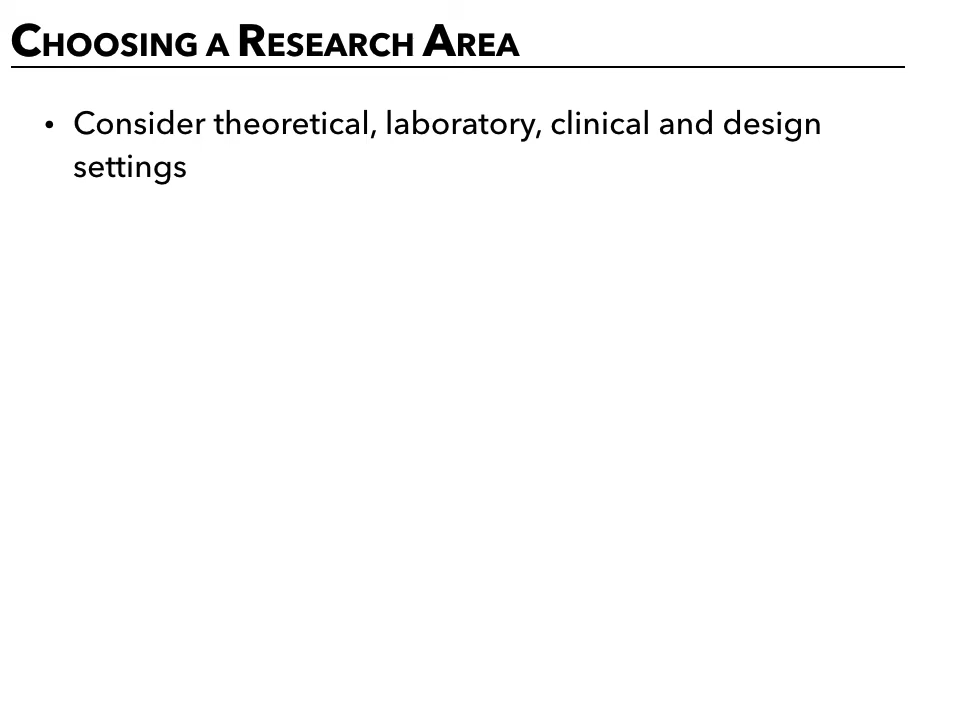 CHOOSING A RESEARCH AREA
• Consider theoretical, laboratory, clinical and design
settings